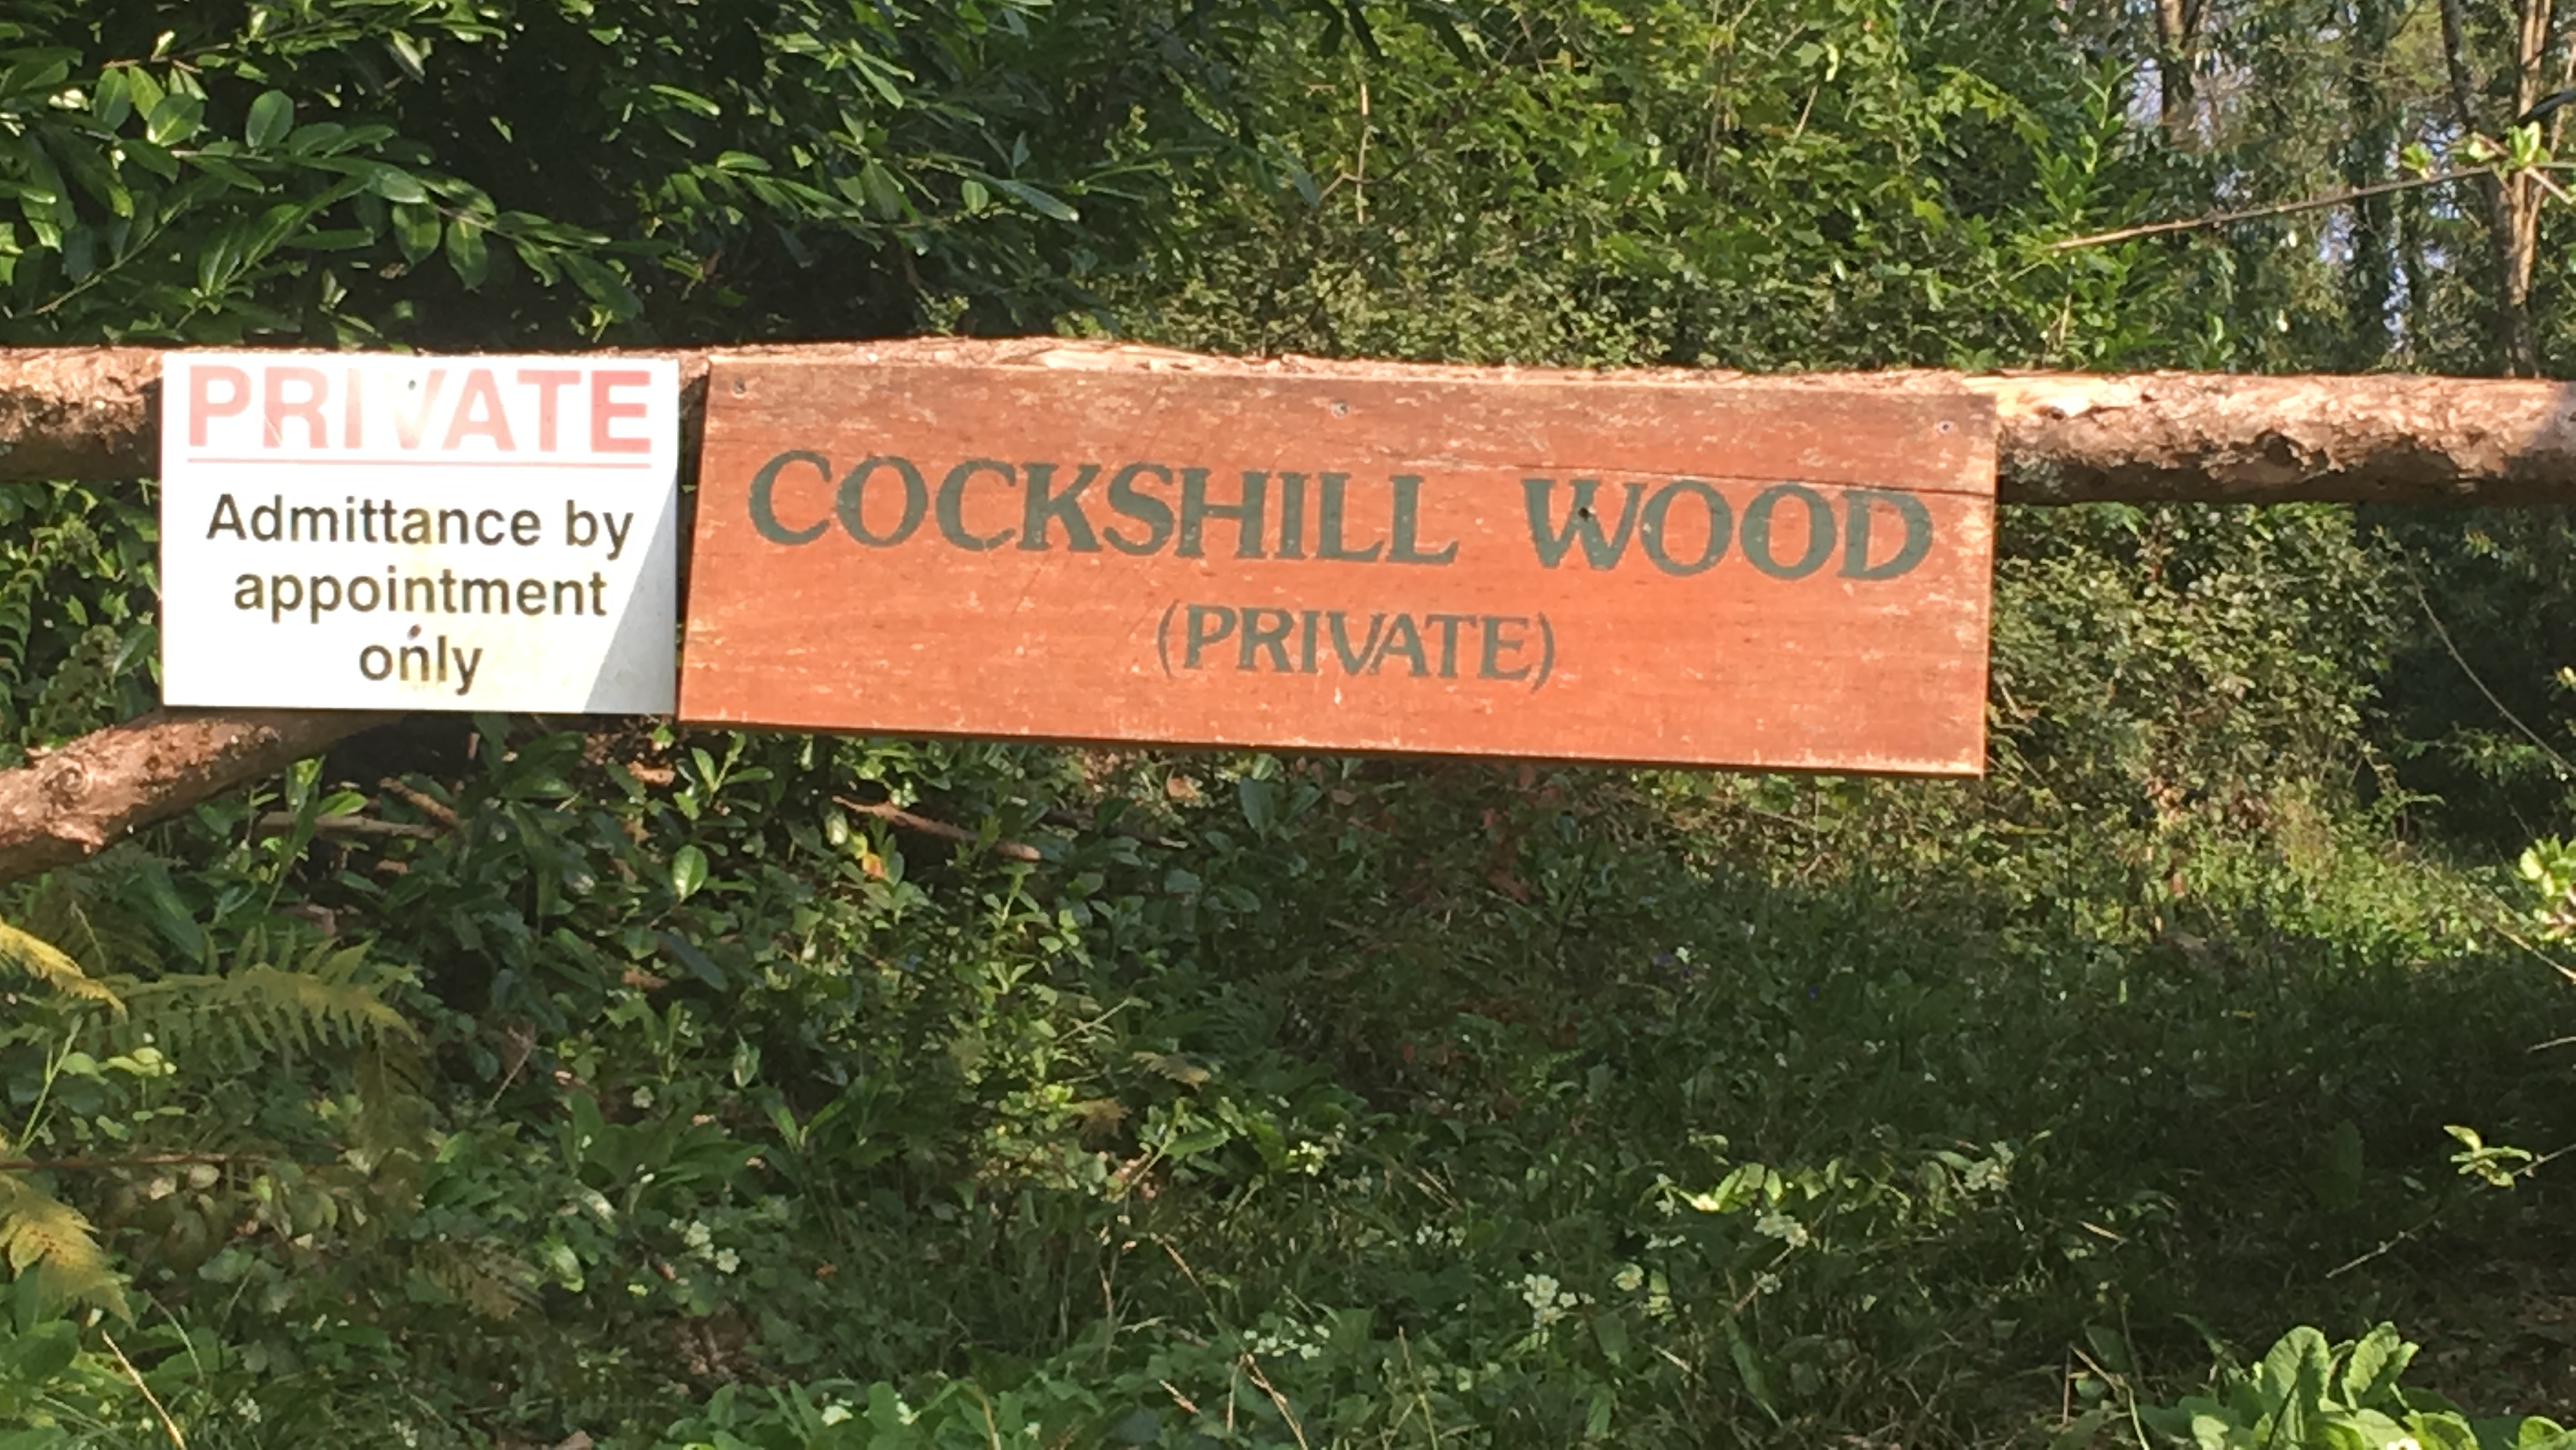 PRIVATE
Admittance by
appointment
only
COCKSHILL WOOD
(PRIVATE)